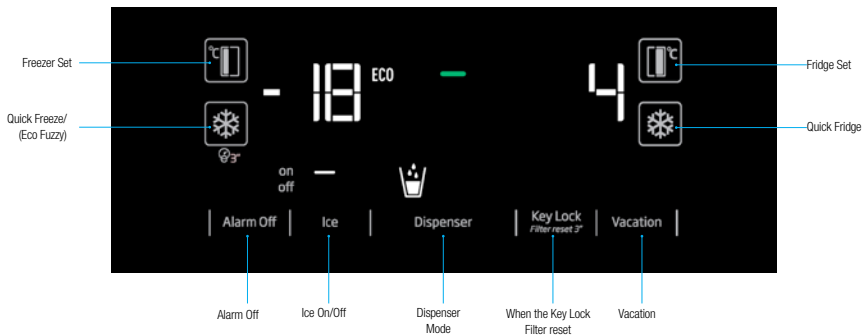 Freezer Set
°C
- 18
ECO
4
°C
Fridge Set
Quick Freeze/
(Eco Fuzzy)
Quick Fridge
3"
on
off
Alarm Off
Ice
Dispenser
Key Lock
Filter reset 3"
Vacation
Alarm Off
Ice On/Off
Dispenser
Mode
When the Key Lock
Filter reset
Vacation